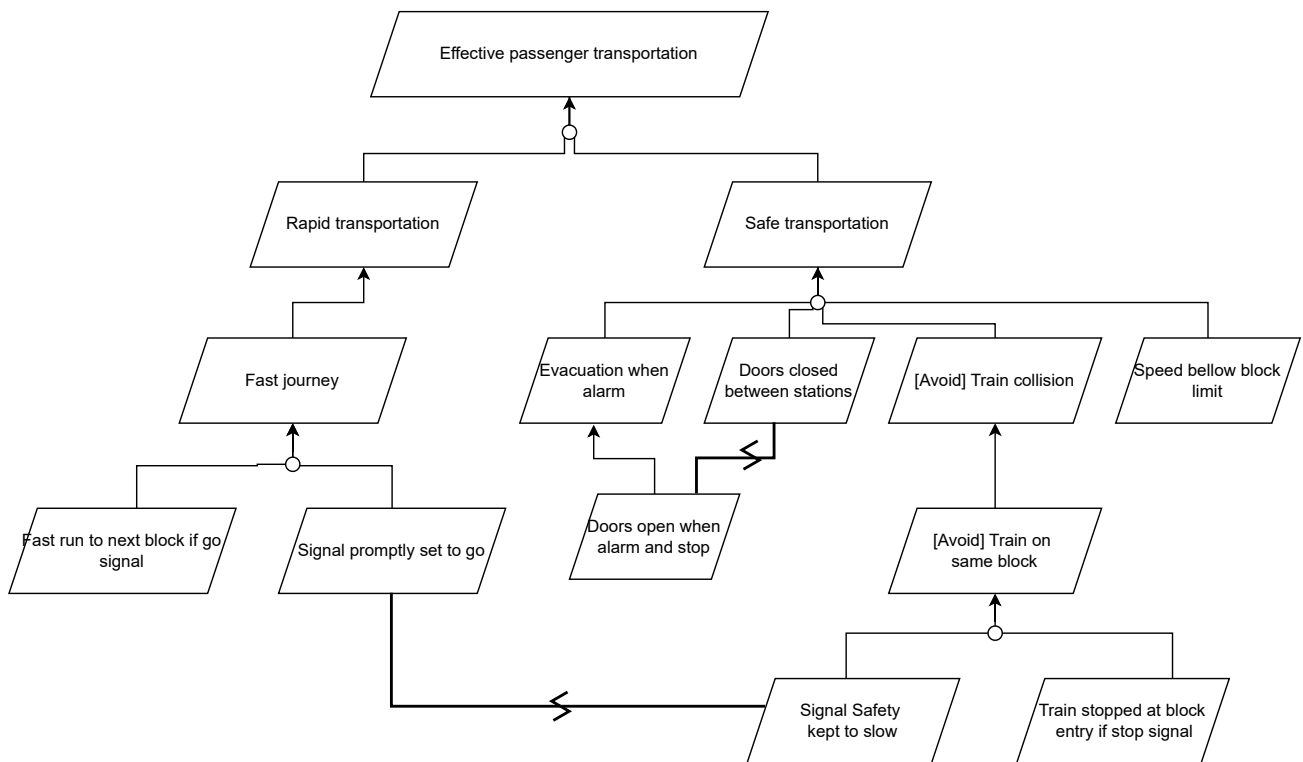 Effective passenger transportation
Rapid transportation
Safe transportation
Fast journey
Evacuation when
alarm
Doors closed
between stations
[Avoid] Train collision
Speed bellow block
limit
Fast run to next block if go
signal
Signal promptly set to go
Doors open when
alarm and stop
[Avoid] Train on
same block
Signal Safety
kept to slow
Train stopped at block
entry if stop signal